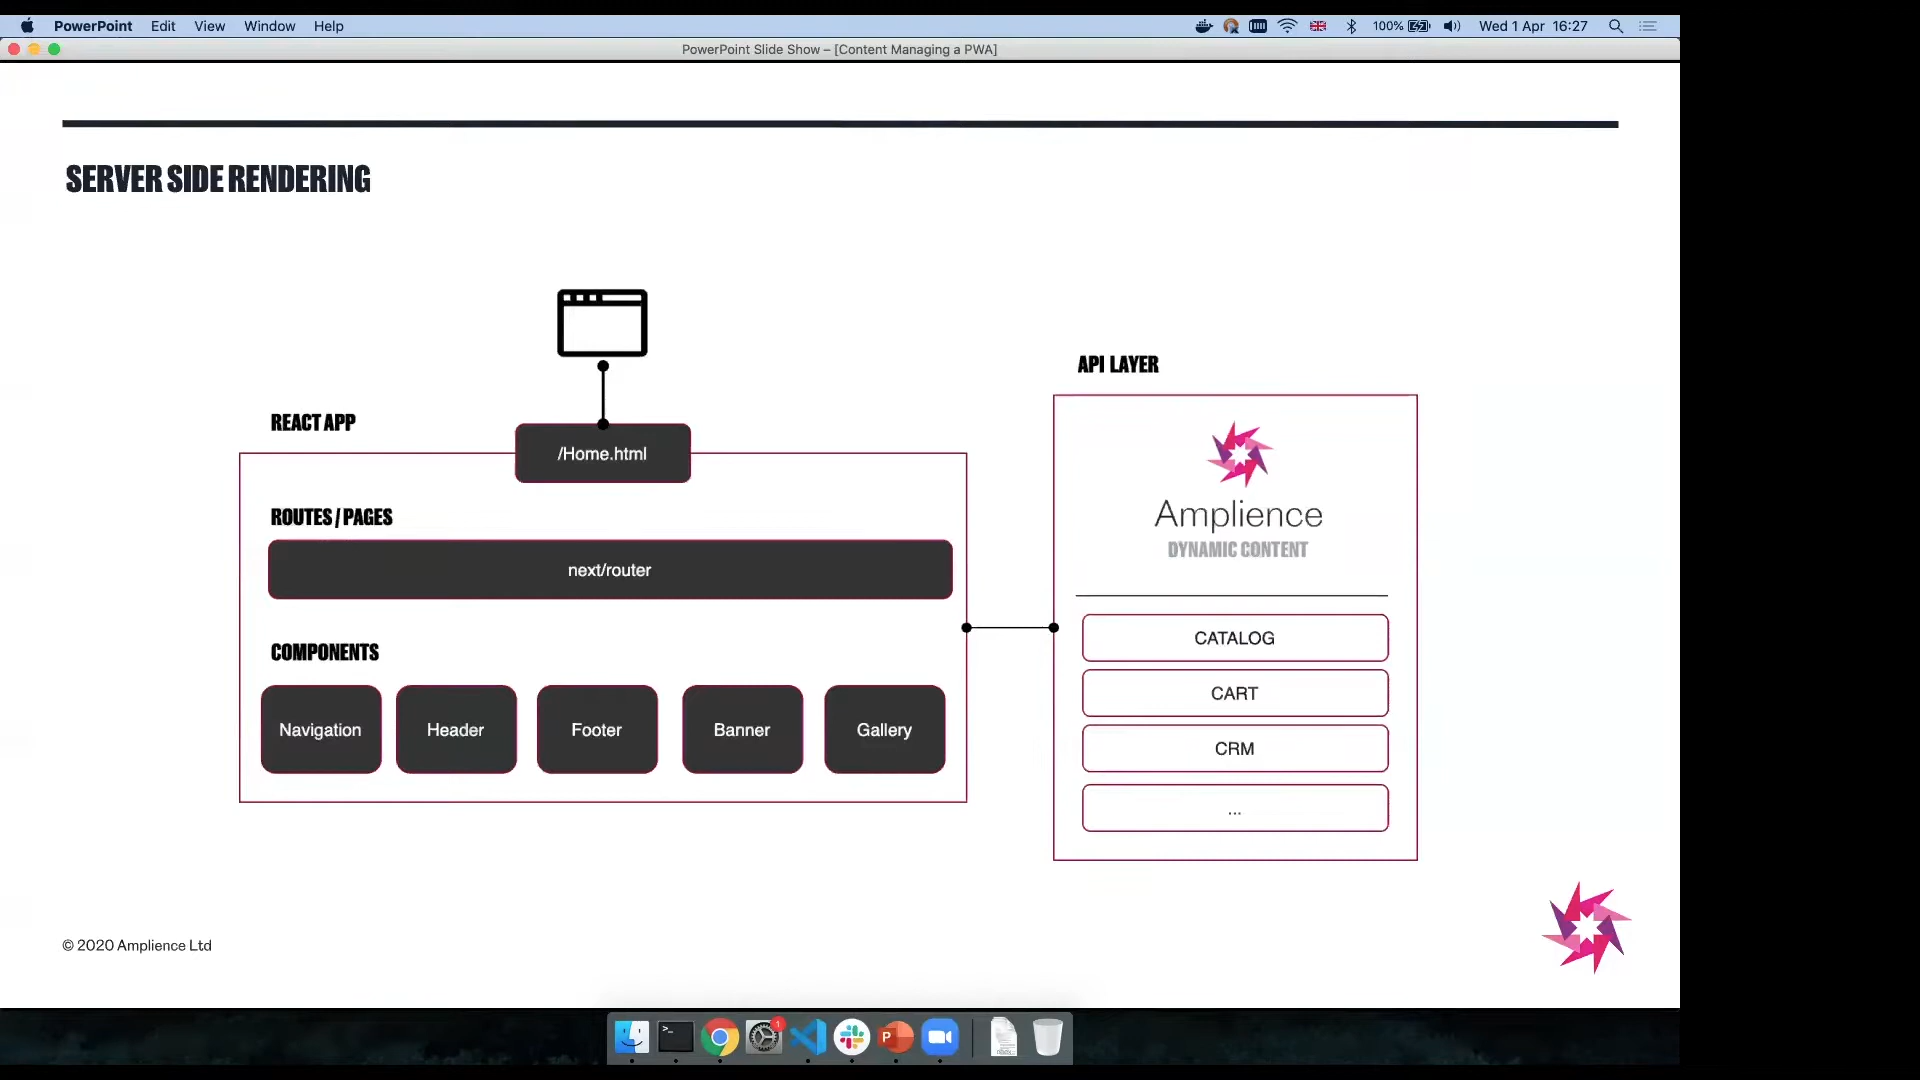 PowerPoint Edit View Window Help 100% Wed 1 Apr 16:27
PowerPoint Slide Show – [Content Managing a PWA]
SERVER SIDE RENDERING
REACT APP
/Home.html
ROUTES / PAGES
next/router
COMPONENTS
Navigation Header Footer Banner Gallery
API LAYER
Amplience
DYNAMIC CONTENT
CATALOG
CART
CRM
...
© 2020 Amplience Ltd
1
P